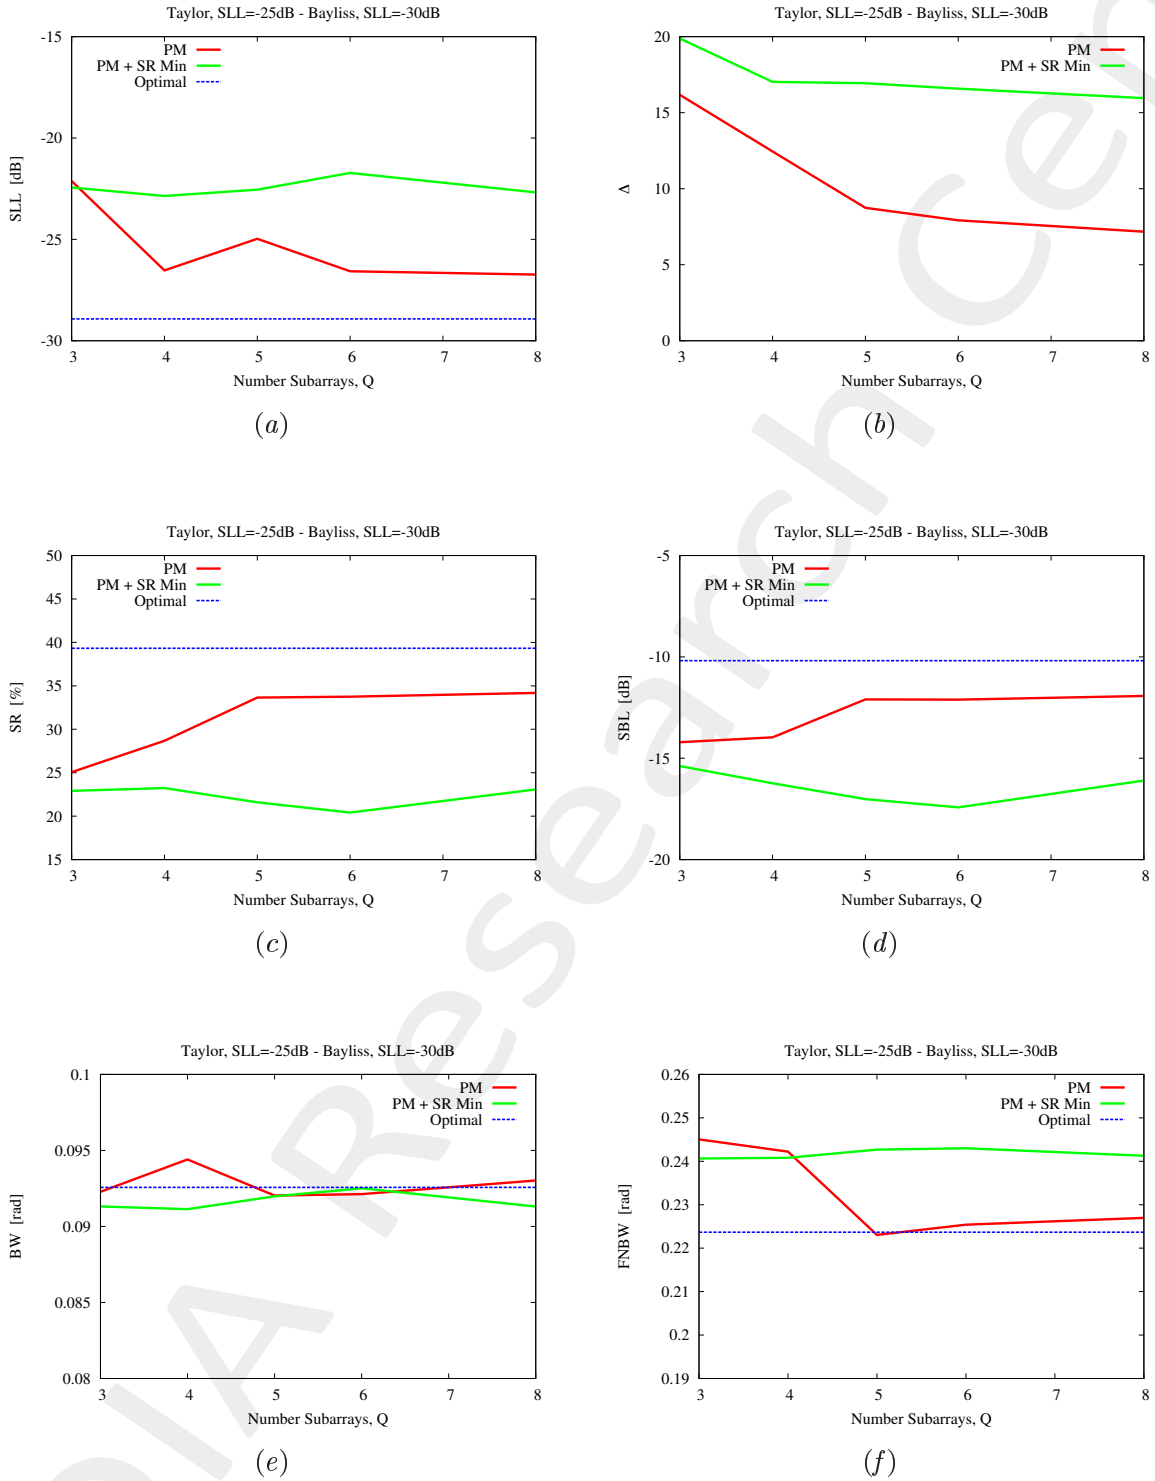 Taylor, SLL=-25dB - Bayliss, SLL=-30dB
-15
-20
-25
-30
SLL [dB]
PM
PM + SR Min
Optimal
3 4 5 6 7 8
Number Subarrays, Q
(a)
Taylor, SLL=-25dB - Bayliss, SLL=-30dB
20
15
10
5
0
Δ
PM
PM + SR Min
3 4 5 6 7 8
Number Subarrays, Q
(b)
Taylor, SLL=-25dB - Bayliss, SLL=-30dB
50
45
40
35
30
25
20
15
SR [%]
PM
PM + SR Min
Optimal
3 4 5 6 7 8
Number Subarrays, Q
(c)
Taylor, SLL=-25dB - Bayliss, SLL=-30dB
-5
-10
-15
-20
SBL [dB]
PM
PM + SR Min
Optimal
3 4 5 6 7 8
Number Subarrays, Q
(d)
Taylor, SLL=-25dB - Bayliss, SLL=-30dB
0.1
0.095
0.09
0.085
0.08
BW [rad]
PM
PM + SR Min
Optimal
3 4 5 6 7 8
Number Subarrays, Q
(e)
Taylor, SLL=-25dB - Bayliss, SLL=-30dB
0.26
0.25
0.24
0.23
0.22
0.21
0.2
0.19
FNBW [rad]
PM
PM + SR Min
Optimal
3 4 5 6 7 8
Number Subarrays, Q
(f)
DIA Research Cen